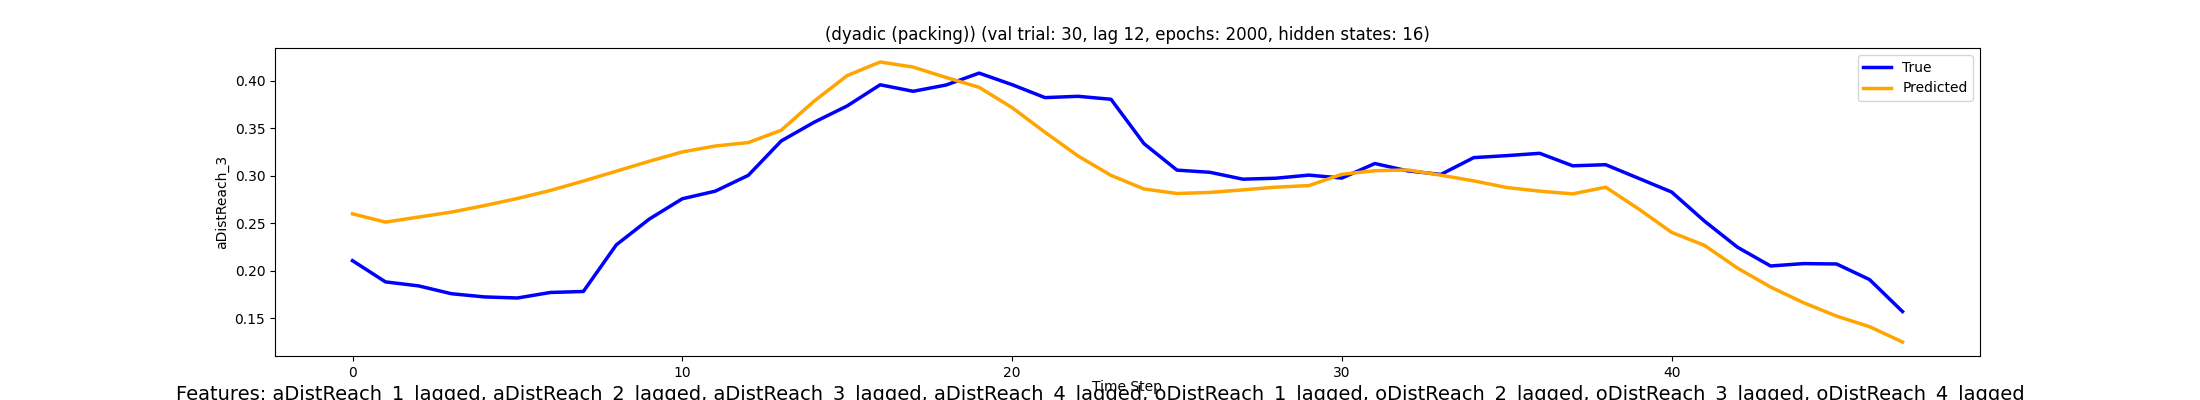 (dyadic (packing)) (val trial: 30, lag 12, epochs: 2000, hidden states: 16)
True
Predicted
aDistReach_3
0.40
0.35
0.30
0.25
0.20
0.15
0 10 20 30 40
Time Step
Features: aDistReach_1_lagged, aDistReach_2_lagged, aDistReach_3_lagged, aDistReach_4_lagged, oDistReach_1_lagged, oDistReach_2_lagged, oDistReach_3_lagged, oDistReach_4_lagged